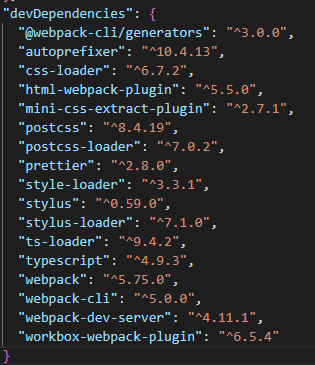 "devDependencies": {
"@webpack-cli/generators": "^3.0.0",
"autoprefixer": "^10.4.13",
"css-loader": "^6.7.2",
"html-webpack-plugin": "^5.5.0",
"mini-css-extract-plugin": "^2.7.1",
"postcss": "^8.4.19",
"postcss-loader": "^7.0.2",
"prettier": "^2.8.0",
"style-loader": "^3.3.1",
"stylus": "^0.59.0",
"stylus-loader": "^7.1.0",
"ts-loader": "^9.4.2",
"typescript": "^4.9.3",
"webpack": "^5.75.0",
"webpack-cli": "^5.0.0",
"webpack-dev-server": "^4.11.1",
"workbox-webpack-plugin": "^6.5.4"
}